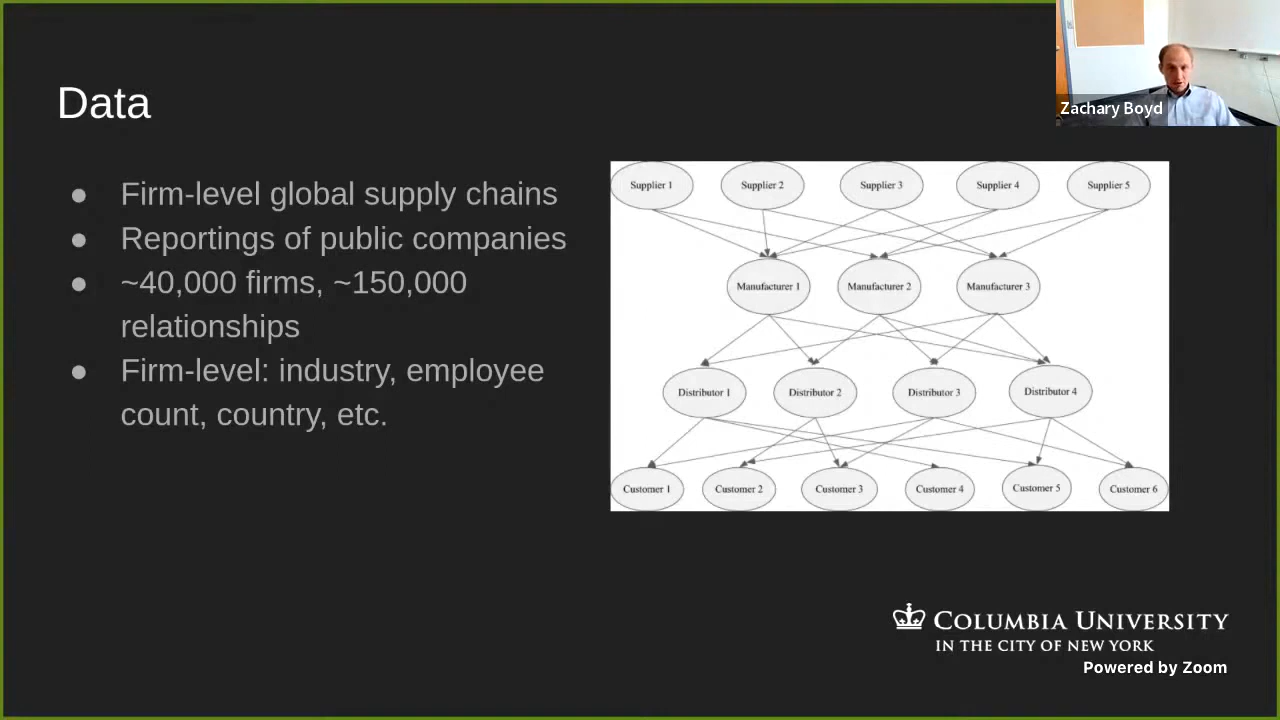 Data
Zachary Boyd
● Firm-level global supply chains
● Reportings of public companies
● ~40,000 firms, ~150,000
relationships
● Firm-level: industry, employee
count, country, etc.
Supplier 1 Supplier 2 Supplier 3 Supplier 4 Supplier 5
Manufacturer 1 Manufacturer 2 Manufacturer 3
Distributor 1 Distributor 2 Distributor 3 Distributor 4
Customer 1 Customer 2 Customer 3 Customer 4 Customer 5 Customer 6
COLUMBIA UNIVERSITY
IN THE CITY OF NEW YORK
Powered by Zoom